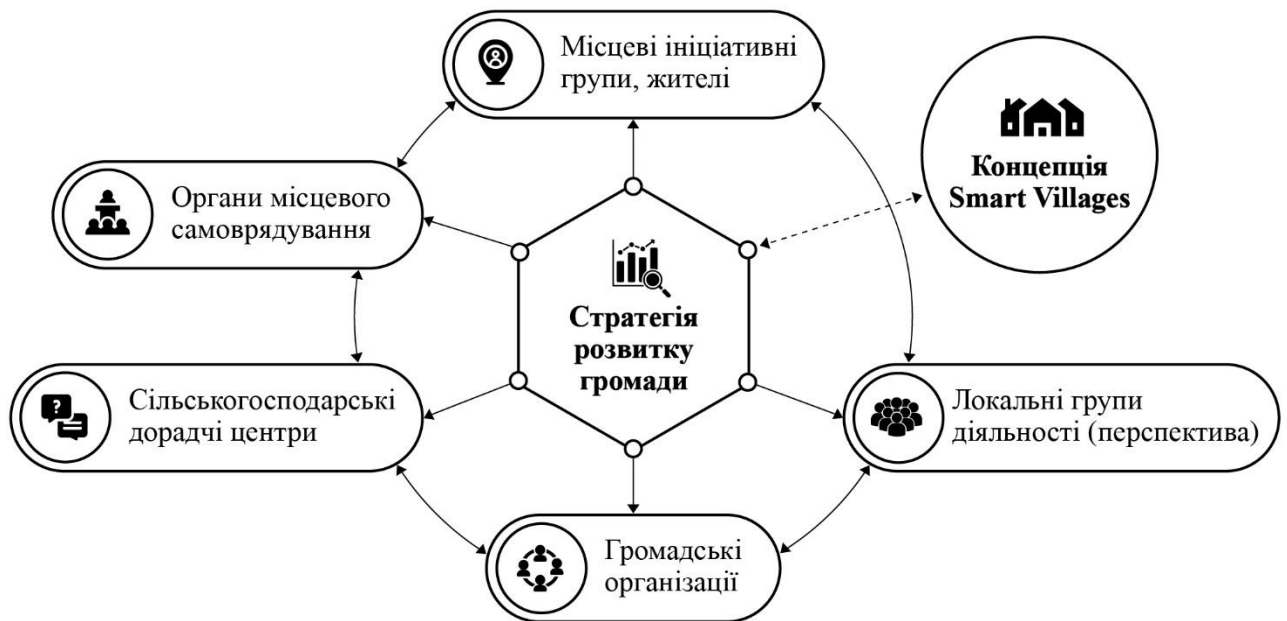 Місцеві ініціативні
групи, жителі
Концепція
Smart Villages
Органи місцевого
самоврядування
Стратегія
розвитку
громади
Сільськогосподарські
дорадчі центри
Локальні групи
діяльності (перспектива)
Громадські
організації
?